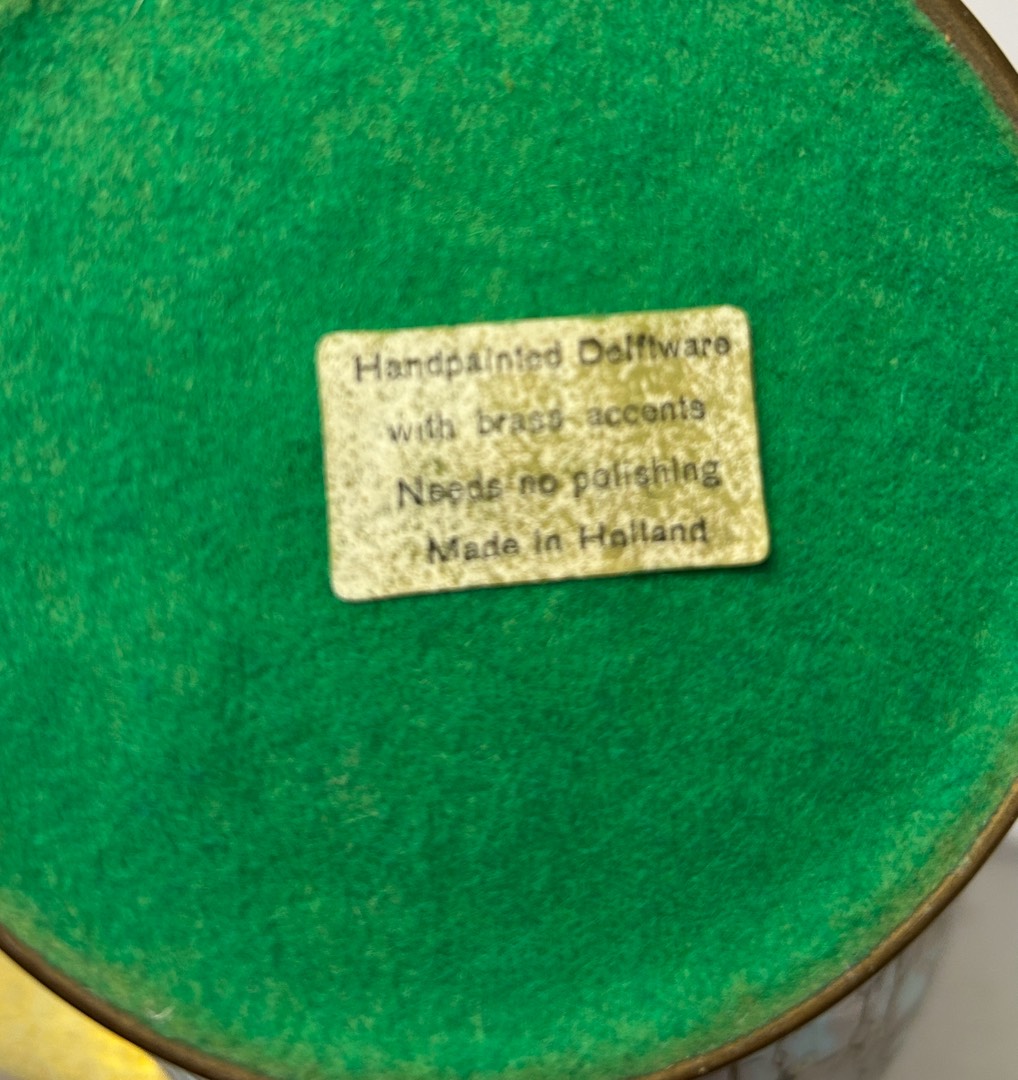 Handpainted Delftware
with brass accents
Needs no polishing
Made in Holland